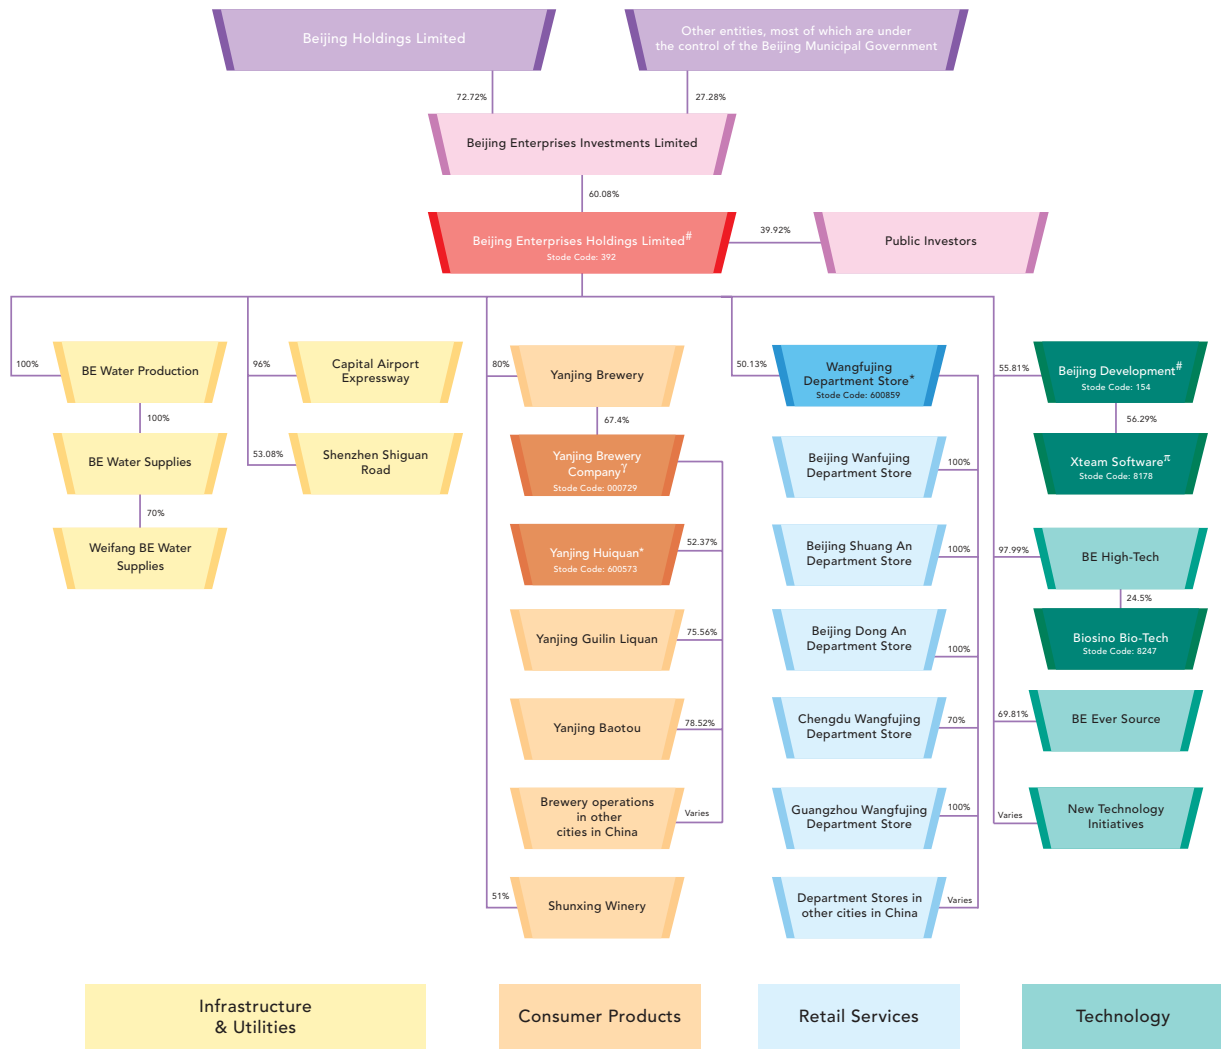 Beijing Holdings Limited
Other entities, most of which are under
the control of the Beijing Municipal Government
72.72%
27.28%
Beijing Enterprises Investments Limited
60.08%
Beijing Enterprises Holdings Limited#
Stode Code: 392
39.92%
Public Investors
100%
BE Water Production
100%
BE Water Supplies
70%
Weifang BE Water
Supplies
96%
Capital Airport
Expressway
53.08%
Shenzhen Shiguan
Road
80%
Yanjing Brewery
67.4%
Yanjing Brewery
Companyγ
Stode Code: 000729
52.37%
Yanjing Huiquan*
Stode Code: 600573
75.56%
Yanjing Guilin Liquan
78.52%
Yanjing Baotou
Varies
Brewery operations
in other
cities in China
51%
Shunxing Winery
50.13%
Wangfujing
Department Store*
Stode Code: 600859
100%
Beijing Wanfujing
Department Store
100%
Beijing Shuang An
Department Store
100%
Beijing Dong An
Department Store
70%
Chengdu Wangfujing
Department Store
100%
Guangzhou Wangfujing
Department Store
Varies
Department Stores in
other cities in China
55.81%
Beijing Development#
Stode Code: 154
56.29%
Xteam Softwareπ
Stode Code: 8178
97.99%
BE High-Tech
24.5%
Biosino Bio-Tech
Stode Code: 8247
69.81%
BE Ever Source
Varies
New Technology
Initiatives
Infrastructure
& Utilities
Consumer Products
Retail Services
Technology